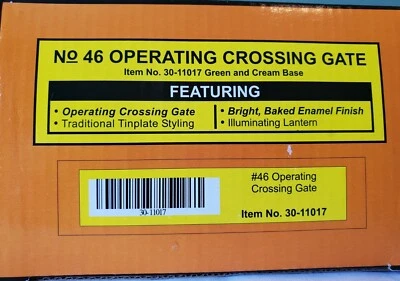 No 46 OPERATING CROSSING GATE
Item No. 30-11017 Green and Cream Base
FEATURING
• Operating Crossing Gate
• Traditional Tinplate Styling
• Bright, Baked Enamel Finish
• Illuminating Lantern
30-11017
#46 Operating
Crossing Gate
Item No. 30-11017